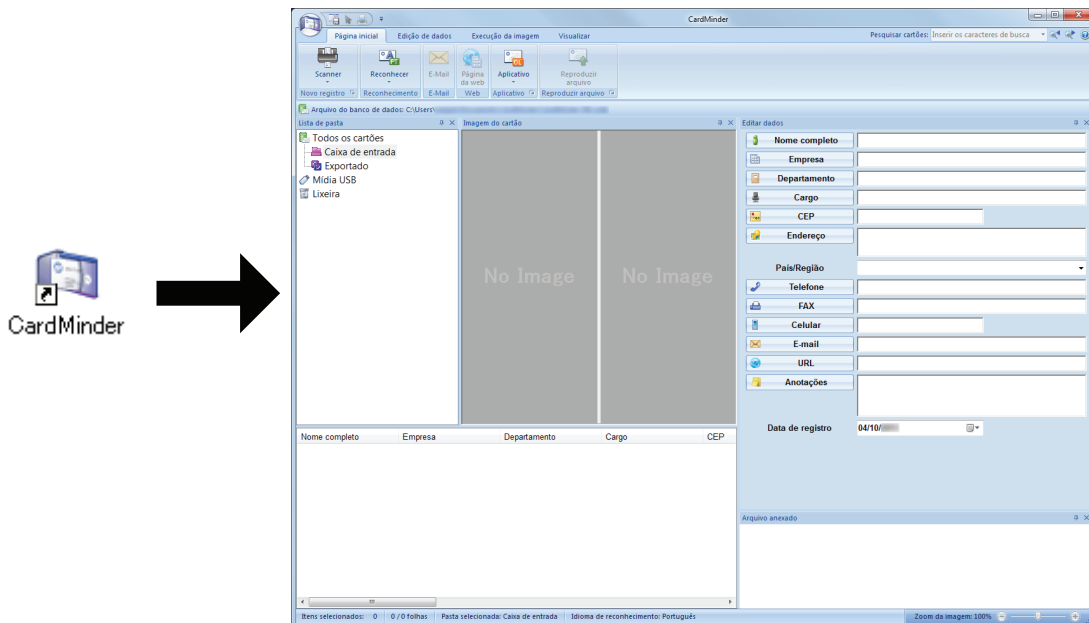 CardMinder
CardMinder
Página inicial Edição de dados Execução da imagem Visualizar
Pesquisar cartões: Inserir os caracteres de busca
Scanner Reconhecer E-Mail Página da web Aplicativo Reproduzir arquivo
Novo registro Reconhecimento E-Mail Web Aplicativo Reproduzir arquivo
Arquivo do banco de dados: C:\Users\
Lista de pasta
Todos os cartões
Caixa de entrada
Exportado
Mídia USB
Lixeira
Imagem do cartão
No Image No Image
Editar dados
Nome completo
Empresa
Departamento
Cargo
CEP
Endereço
País/Região
Telefone
FAX
Celular
E-mail
URL
Anotações
Data de registro 04/10/
Nome completo Empresa Departamento Cargo CEP
Arquivo anexado
Itens selecionados: 0 0 / 0 folhas Pasta selecionada: Caixa de entrada Idioma de reconhecimento: Português
Zoom da imagem: 100%